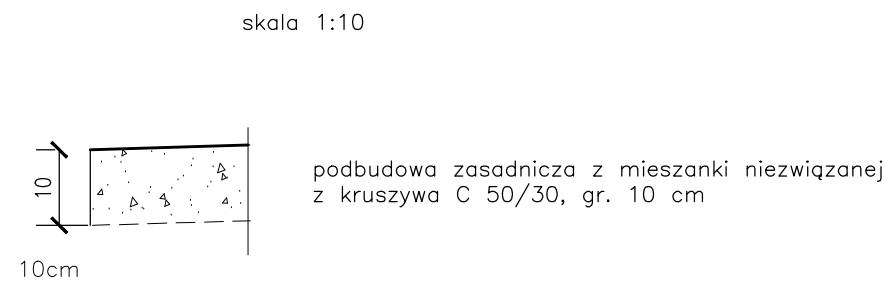 skala 1:10
podbudowa zasadnicza z mieszanki niezwiązanej
z kruszywa C 50/30, gr. 10 cm
10
10cm